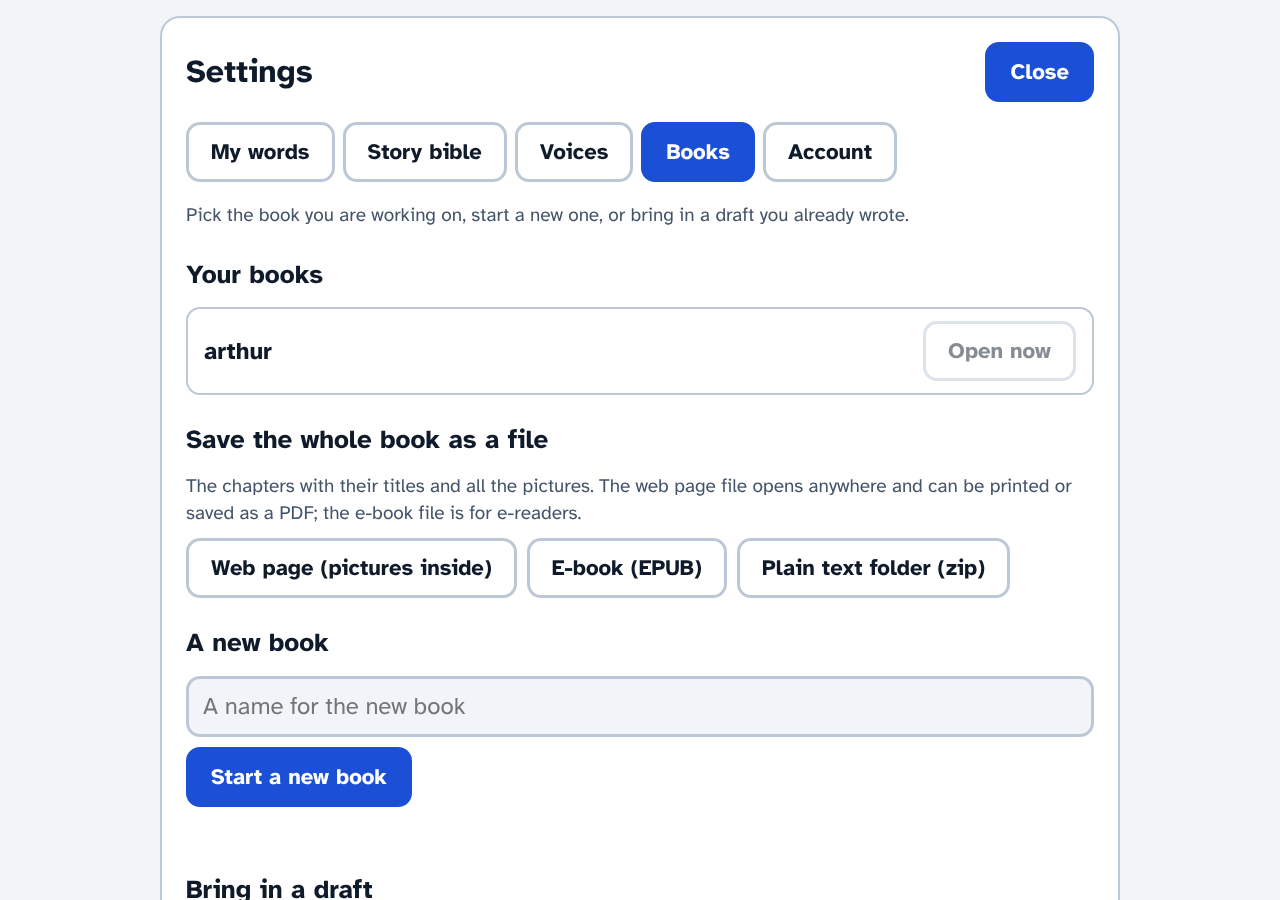 Settings
Close
My words
Story bible
Voices
Books
Account
Pick the book you are working on, start a new one, or bring in a draft you already wrote.
Your books
arthur
Open now
Save the whole book as a file
The chapters with their titles and all the pictures. The web page file opens anywhere and can be printed or
saved as a PDF; the e-book file is for e-readers.
Web page (pictures inside)
E-book (EPUB)
Plain text folder (zip)
A new book
A name for the new book
Start a new book
Bring in a draft